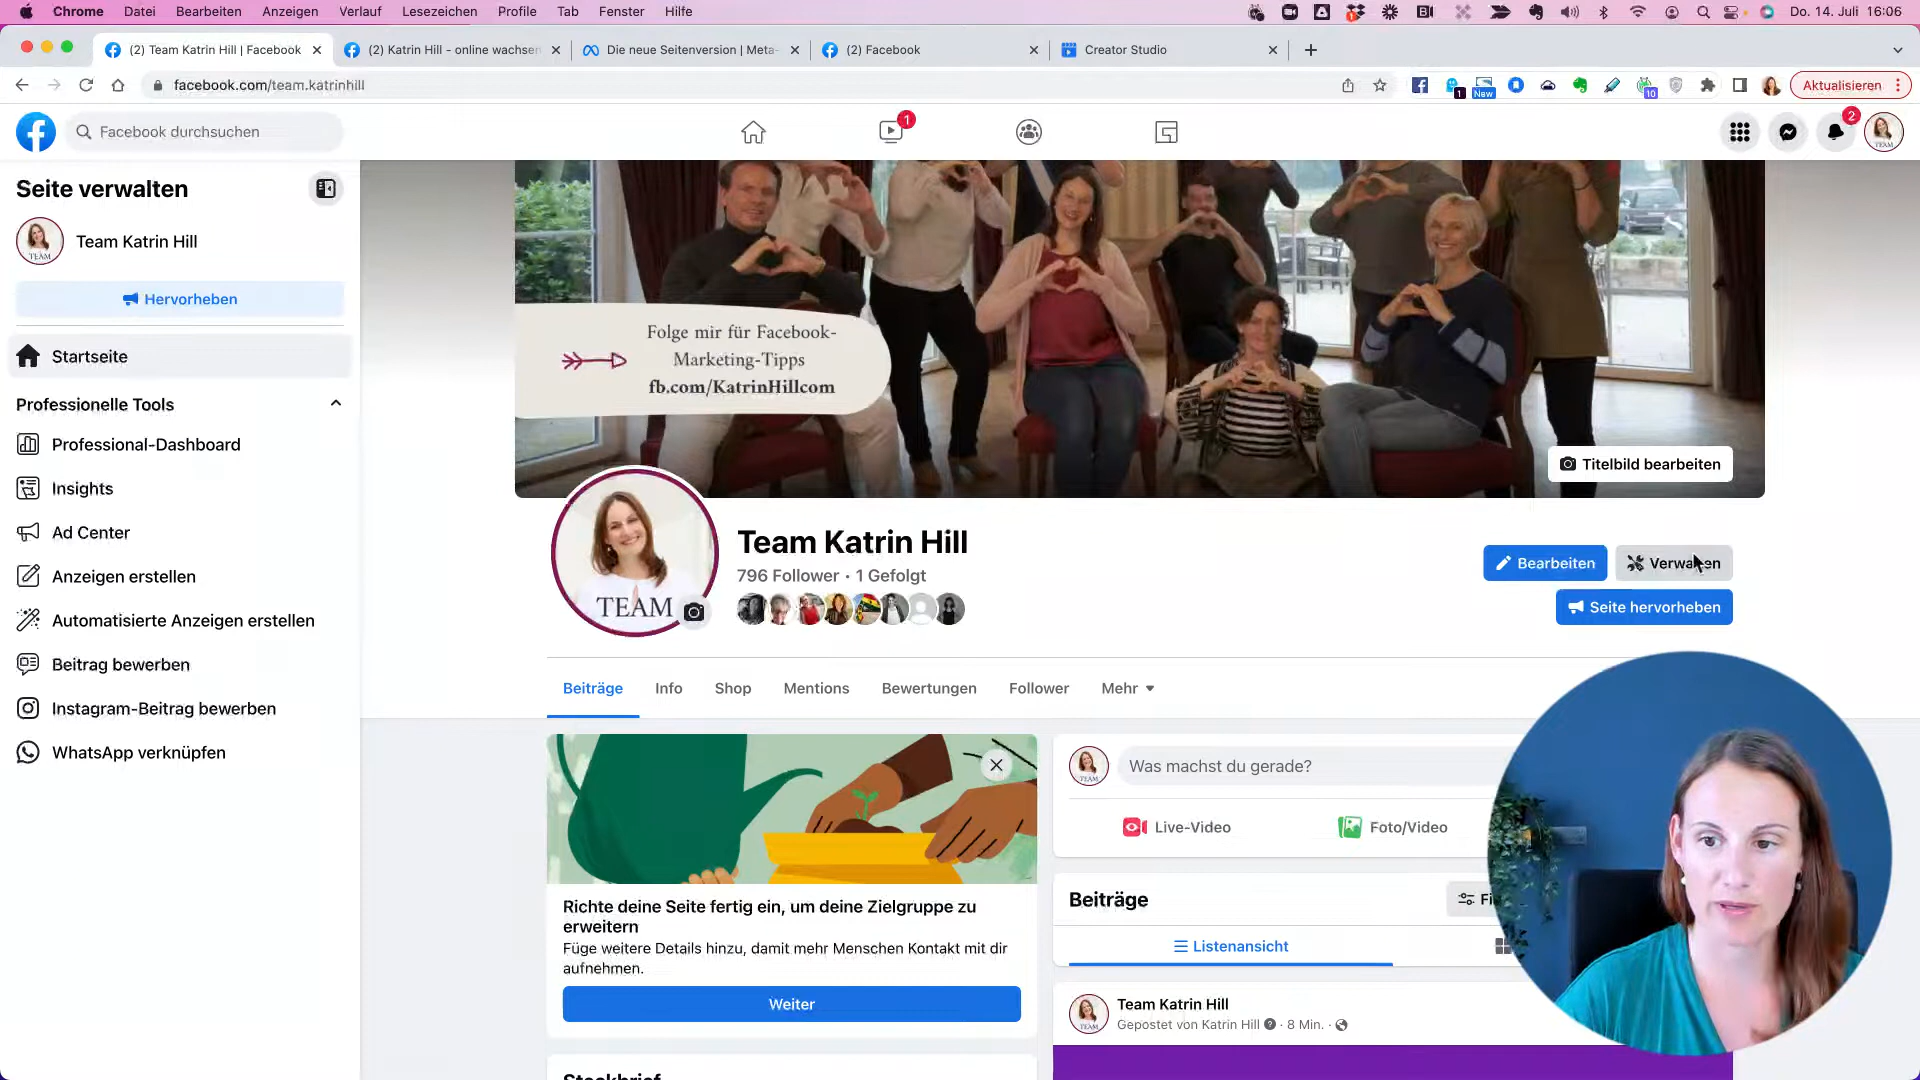 Chrome Datei Bearbeiten Anzeigen Verlauf Lesezeichen Profile Tab Fenster Hilfe Do. 14. Juli 16:06
(2) Team Katrin Hill | Facebook
(2) Katrin Hill - online wachsen
Die neue Seitenversion | Meta-
(2) Facebook
Creator Studio
facebook.com/team.katrinhill
1
New
10
Aktualisieren
Facebook durchsuchen
1
2
Seite verwalten
TEAM
Team Katrin Hill
Hervorheben
Startseite
Professionelle Tools
Professional-Dashboard
Insights
Ad Center
Anzeigen erstellen
Automatisierte Anzeigen erstellen
Beitrag bewerben
Instagram-Beitrag bewerben
WhatsApp verknüpfen
Folge mir für Facebook-
Marketing-Tipps
fb.com/KatrinHillcom
Titelbild bearbeiten
TEAM
Team Katrin Hill
796 Follower · 1 Gefolgt
Bearbeiten
Verwalten
Seite hervorheben
Beiträge Info Shop Mentions Bewertungen Follower Mehr
Richte deine Seite fertig ein, um deine Zielgruppe zu
erweitern
Füge weitere Details hinzu, damit mehr Menschen Kontakt mit dir
aufnehmen.
Weiter
Was machst du gerade?
Live-Video
Foto/Video
Beiträge
Listenansicht
Team Katrin Hill
Gepostet von Katrin Hill · 8 Min. ·
Steckbrief